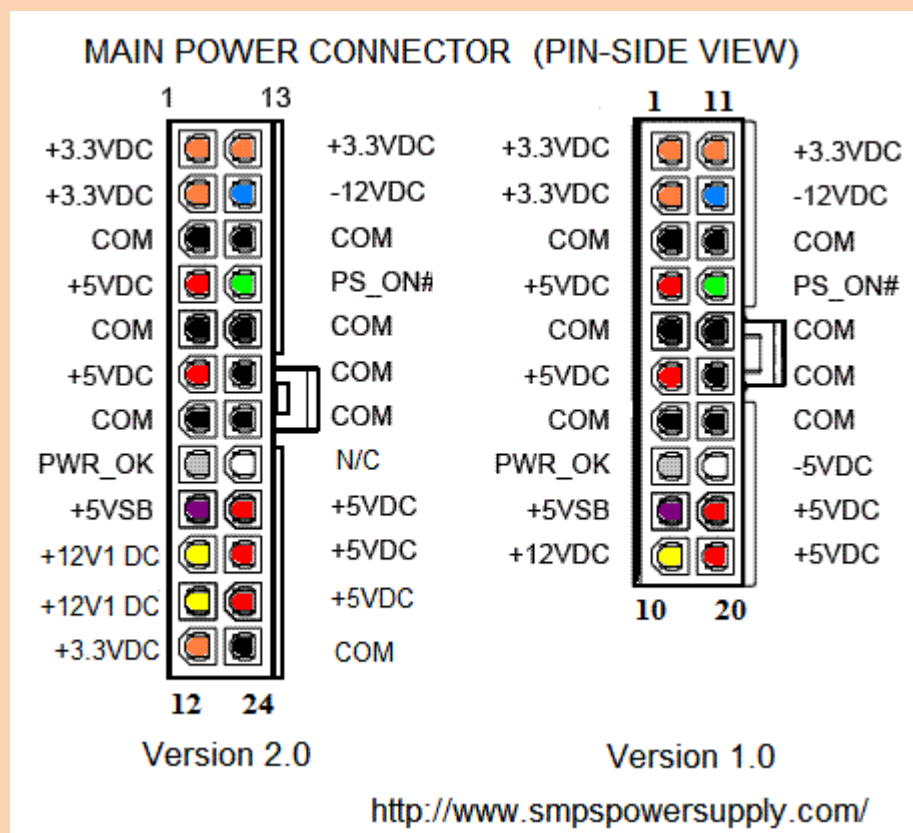 MAIN POWER CONNECTOR (PIN-SIDE VIEW)
1 13
+3.3VDC +3.3VDC
+3.3VDC -12VDC
COM COM
+5VDC PS_ON#
COM COM
+5VDC COM
COM COM
PWR_OK N/C
+5VSB +5VDC
+12V1 DC +5VDC
+12V1 DC +5VDC
+3.3VDC COM
12 24
Version 2.0
1 11
+3.3VDC +3.3VDC
+3.3VDC -12VDC
COM COM
+5VDC PS_ON#
COM COM
+5VDC COM
COM COM
PWR_OK -5VDC
+5VSB +5VDC
+12VDC +5VDC
10 20
Version 1.0
http://www.smpspowersupply.com/